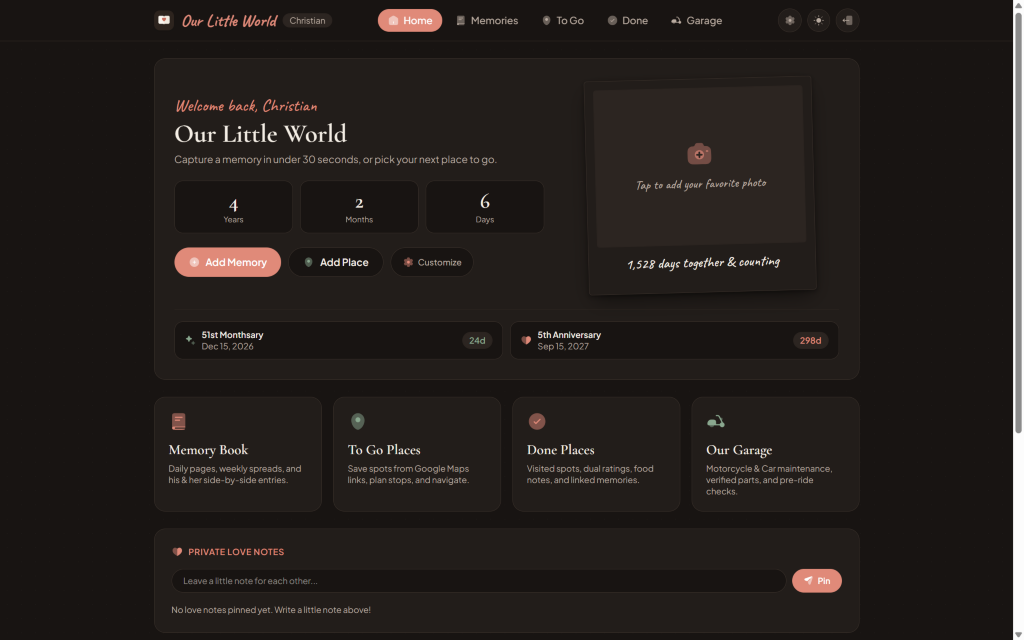 Our Little World Christian Home Memories To Go Done Garage
Welcome back, Christian
Our Little World
Capture a memory in under 30 seconds, or pick your next place to go.
4
Years
2
Months
6
Days
Add Memory Add Place Customize
Tap to add your favorite photo
1,528 days together & counting
51st Monthsary
Dec 15, 2026
24d
5th Anniversary
Sep 15, 2027
298d
Memory Book
Daily pages, weekly spreads, and
his & her side-by-side entries.
To Go Places
Save spots from Google Maps
links, plan stops, and navigate.
Done Places
Visited spots, dual ratings, food
notes, and linked memories.
Our Garage
Motorcycle & Car maintenance,
verified parts, and pre-ride
checks.
PRIVATE LOVE NOTES
Leave a little note for each other...
Pin
No love notes pinned yet. Write a little note above!